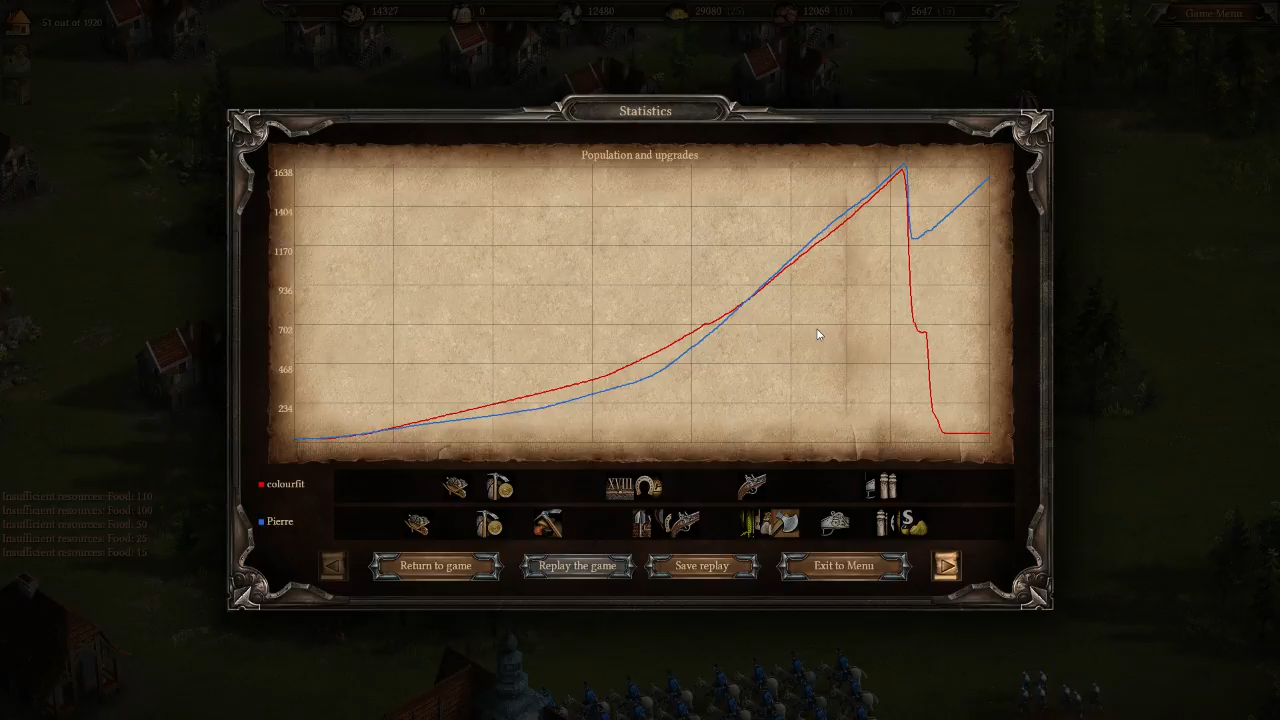 51 out of 1920
14327
0
12480
29080 (25)
12069 (10)
5647 (15)
Game Menu
Statistics
Population and upgrades
1638
1404
1170
936
702
468
234
colourfit
XVIII
Pierre
S
Insufficient resources: Food: 110
Insufficient resources: Food: 100
Insufficient resources: Food: 50
Insufficient resources: Food: 25
Insufficient resources: Food: 15
Return to game
Replay the game
Save replay
Exit to Menu